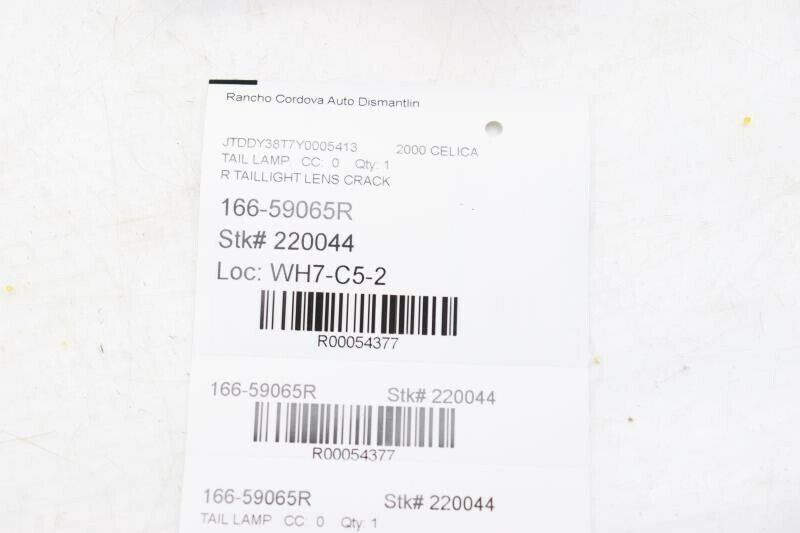 Rancho Cordova Auto Dismantlin
JTDDY38T7Y0005413 2000 CELICA
TAIL LAMP CC: 0 Qty: 1
R TAILLIGHT LENS CRACK
166-59065R
Stk# 220044
Loc: WH7-C5-2
R00054377
166-59065R Stk# 220044
R00054377
166-59065R Stk# 220044
TAIL LAMP CC: 0 Qty: 1